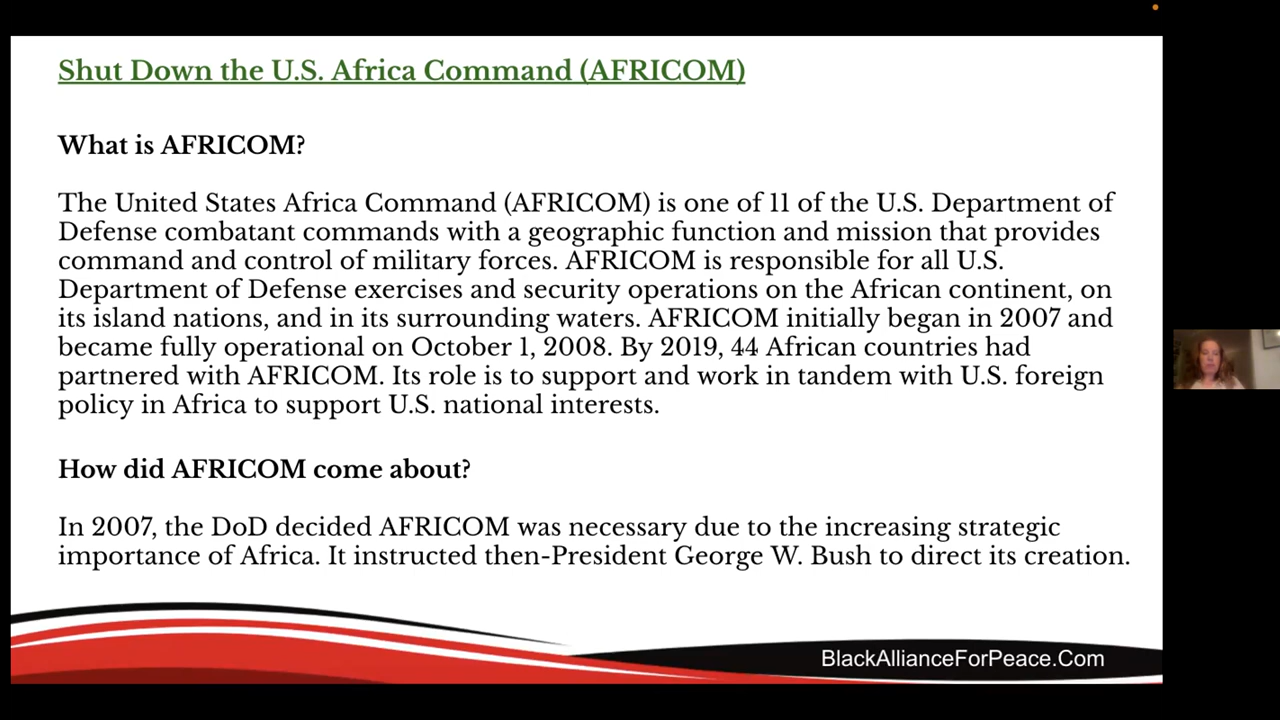 Shut Down the U.S. Africa Command (AFRICOM)
What is AFRICOM?
The United States Africa Command (AFRICOM) is one of 11 of the U.S. Department of
Defense combatant commands with a geographic function and mission that provides
command and control of military forces. AFRICOM is responsible for all U.S.
Department of Defense exercises and security operations on the African continent, on
its island nations, and in its surrounding waters. AFRICOM initially began in 2007 and
became fully operational on October 1, 2008. By 2019, 44 African countries had
partnered with AFRICOM. Its role is to support and work in tandem with U.S. foreign
policy in Africa to support U.S. national interests.
How did AFRICOM come about?
In 2007, the DoD decided AFRICOM was necessary due to the increasing strategic
importance of Africa. It instructed then-President George W. Bush to direct its creation.
BlackAllianceForPeace.Com